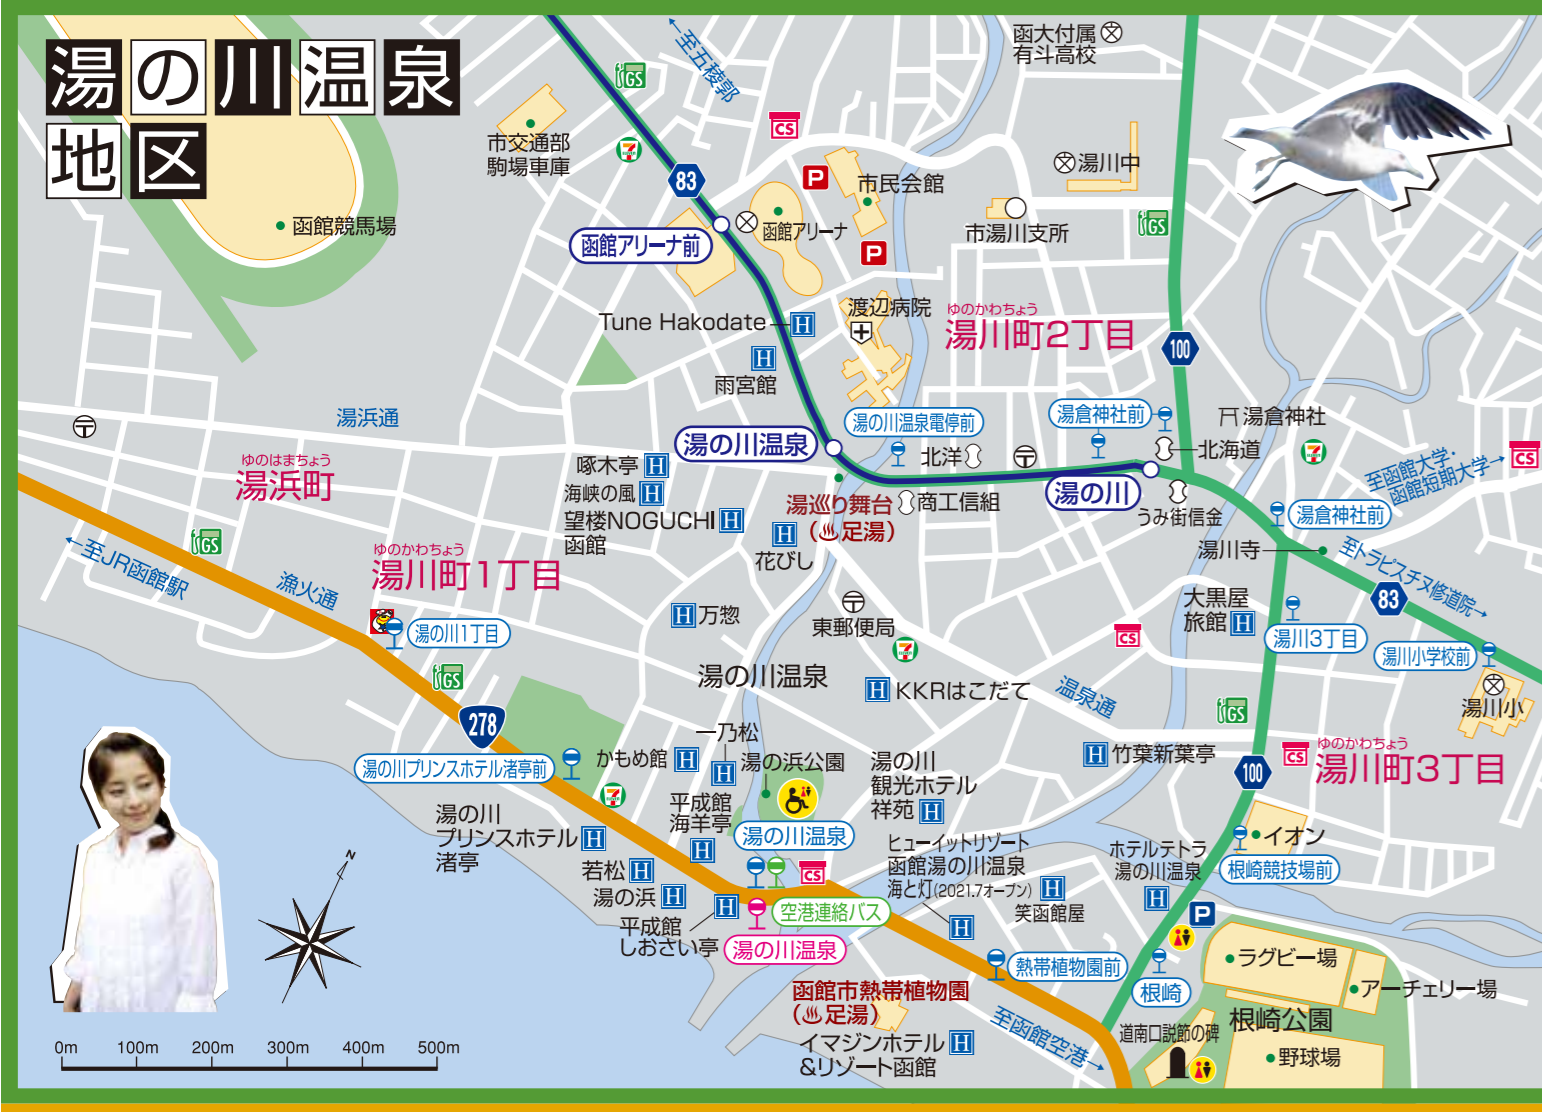 湯の川温泉
地区
函館競馬場
市交通部
駒場車庫
GS
←至五稜郭
函大付属
有斗高校
CS
83
P
市民会館
湯川中
函館アリーナ前
函館アリーナ
P
市湯川支所
GS
Tune Hakodate
H
渡辺病院
ゆのかわちょう
湯川町2丁目
100
H
雨宮館
湯浜通
湯の川温泉電停前
湯倉神社前
湯倉神社
ゆのはまちょう
湯浜町
湯の川温泉
北洋
北海道
至函館大学・
函館短期大学→
CS
啄木亭 H
海峡の風 H
望楼NOGUCHI H
函館
湯巡り舞台
(♨足湯)
商工信組
湯の川
うみ街信金
湯倉神社前
H
花びし
湯川寺
至トラピスチヌ修道院→
83
GS
←至JR函館駅
漁火通
ゆのかわちょう
湯川町1丁目
湯の川1丁目
H 万惣
東郵便局
CS
大黒屋
旅館 H
湯川3丁目
湯川小学校前
湯川小
GS
278
湯の川温泉
H KKRはこだて
温泉通
GS
H 竹葉新葉亭
CS
ゆのかわちょう
湯川町3丁目
100
湯の川プリンスホテル渚亭前
かもめ館 H
一乃松
H
湯の浜公園
湯の川
観光ホテル
祥苑 H
湯の川
プリンスホテル H
渚亭
平成館
海羊亭
H
湯の川温泉
ヒューイットリゾート
函館湯の川温泉
海と灯(2021.7オープン)
H
H
笑函館屋
ホテルテトラ
湯の川温泉
H
イオン
根崎競技場前
若松 H
湯の浜 H
平成館
しおさい亭
H
CS
空港連絡バス
湯の川温泉
P
熱帯植物園前
根崎
ラグビー場
アーチェリー場
函館市熱帯植物園
(♨足湯)
イマジンホテル H
&リゾート函館
至函館空港→
道南口説節の碑
根崎公園
野球場
N
0m 100m 200m 300m 400m 500m